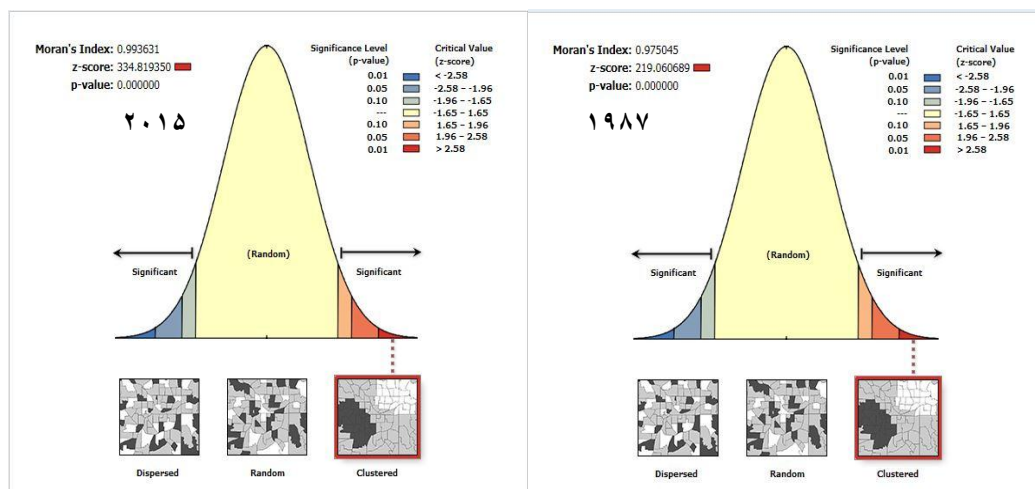 Moran's Index: 0.993631
z-score: 334.819350
p-value: 0.000000
۲۰۱۵
Significance Level (p-value)
Critical Value (z-score)
0.01 < -2.58
0.05 -2.58 – -1.96
0.10 -1.96 – -1.65
--- -1.65 – 1.65
0.10 1.65 – 1.96
0.05 1.96 – 2.58
0.01 > 2.58
Significant
(Random)
Significant
Dispersed
Random
Clustered
Moran's Index: 0.975045
z-score: 219.060689
p-value: 0.000000
۱۹۸۷
Significance Level (p-value)
Critical Value (z-score)
0.01 < -2.58
0.05 -2.58 – -1.96
0.10 -1.96 – -1.65
--- -1.65 – 1.65
0.10 1.65 – 1.96
0.05 1.96 – 2.58
0.01 > 2.58
Significant
(Random)
Significant
Dispersed
Random
Clustered